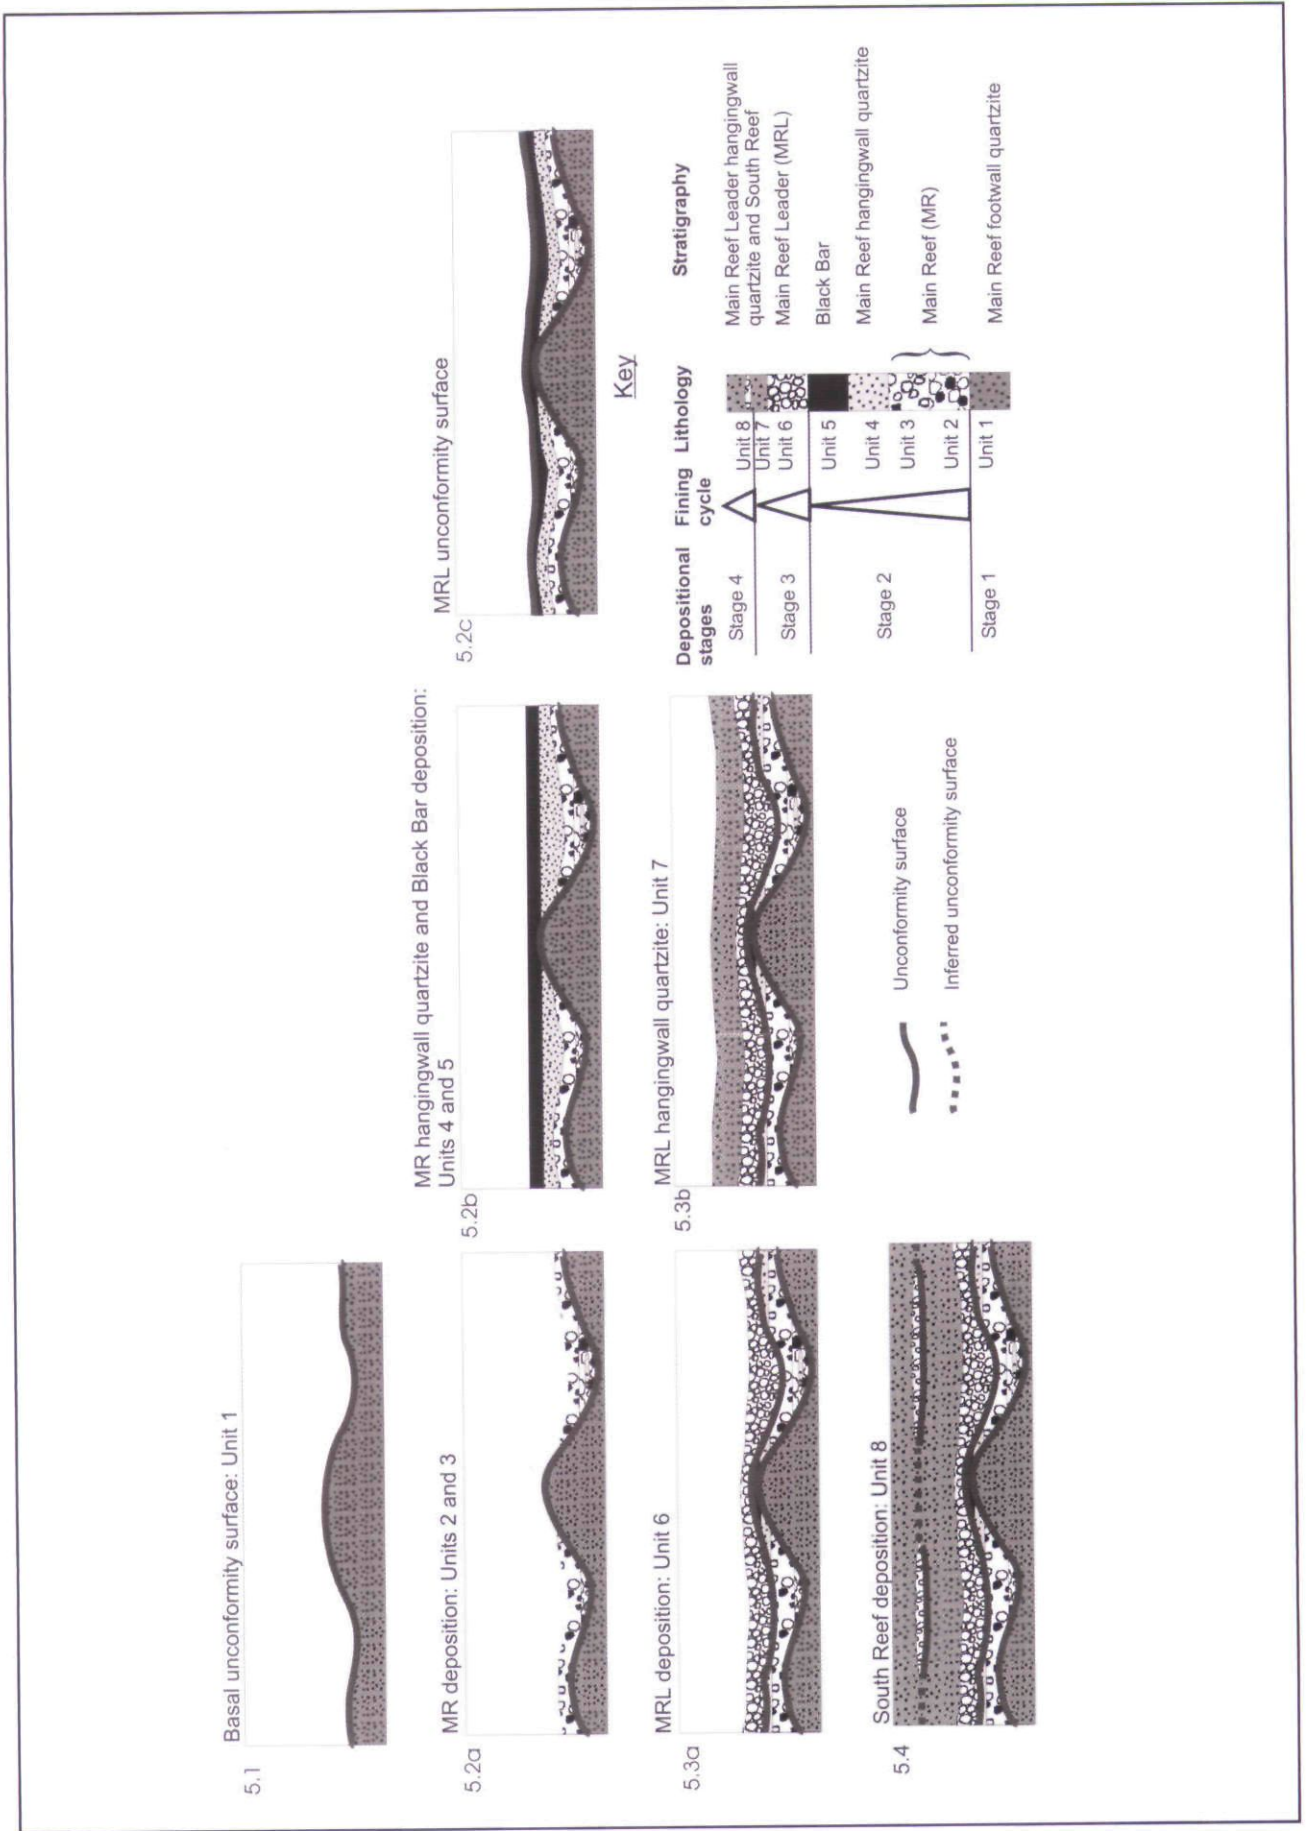 5.1
Basal unconformity surface: Unit 1
5.2a
MR deposition: Units 2 and 3
5.2b
MR hangingwall quartzite and Black Bar deposition:
Units 4 and 5
5.2c
MRL unconformity surface
5.3a
MRL deposition: Unit 6
5.3b
MRL hangingwall quartzite: Unit 7
5.4
South Reef deposition: Unit 8
Unconformity surface
Inferred unconformity surface
Key
Depositional
stages
Fining
cycle
Lithology
Stratigraphy
Stage 4
Stage 3
Stage 2
Stage 1
Unit 8
Unit 7
Unit 6
Unit 5
Unit 4
Unit 3
Unit 2
Unit 1
Main Reef Leader hangingwall
quartzite and South Reef
Main Reef Leader (MRL)
Black Bar
Main Reef hangingwall quartzite
Main Reef (MR)
Main Reef footwall quartzite